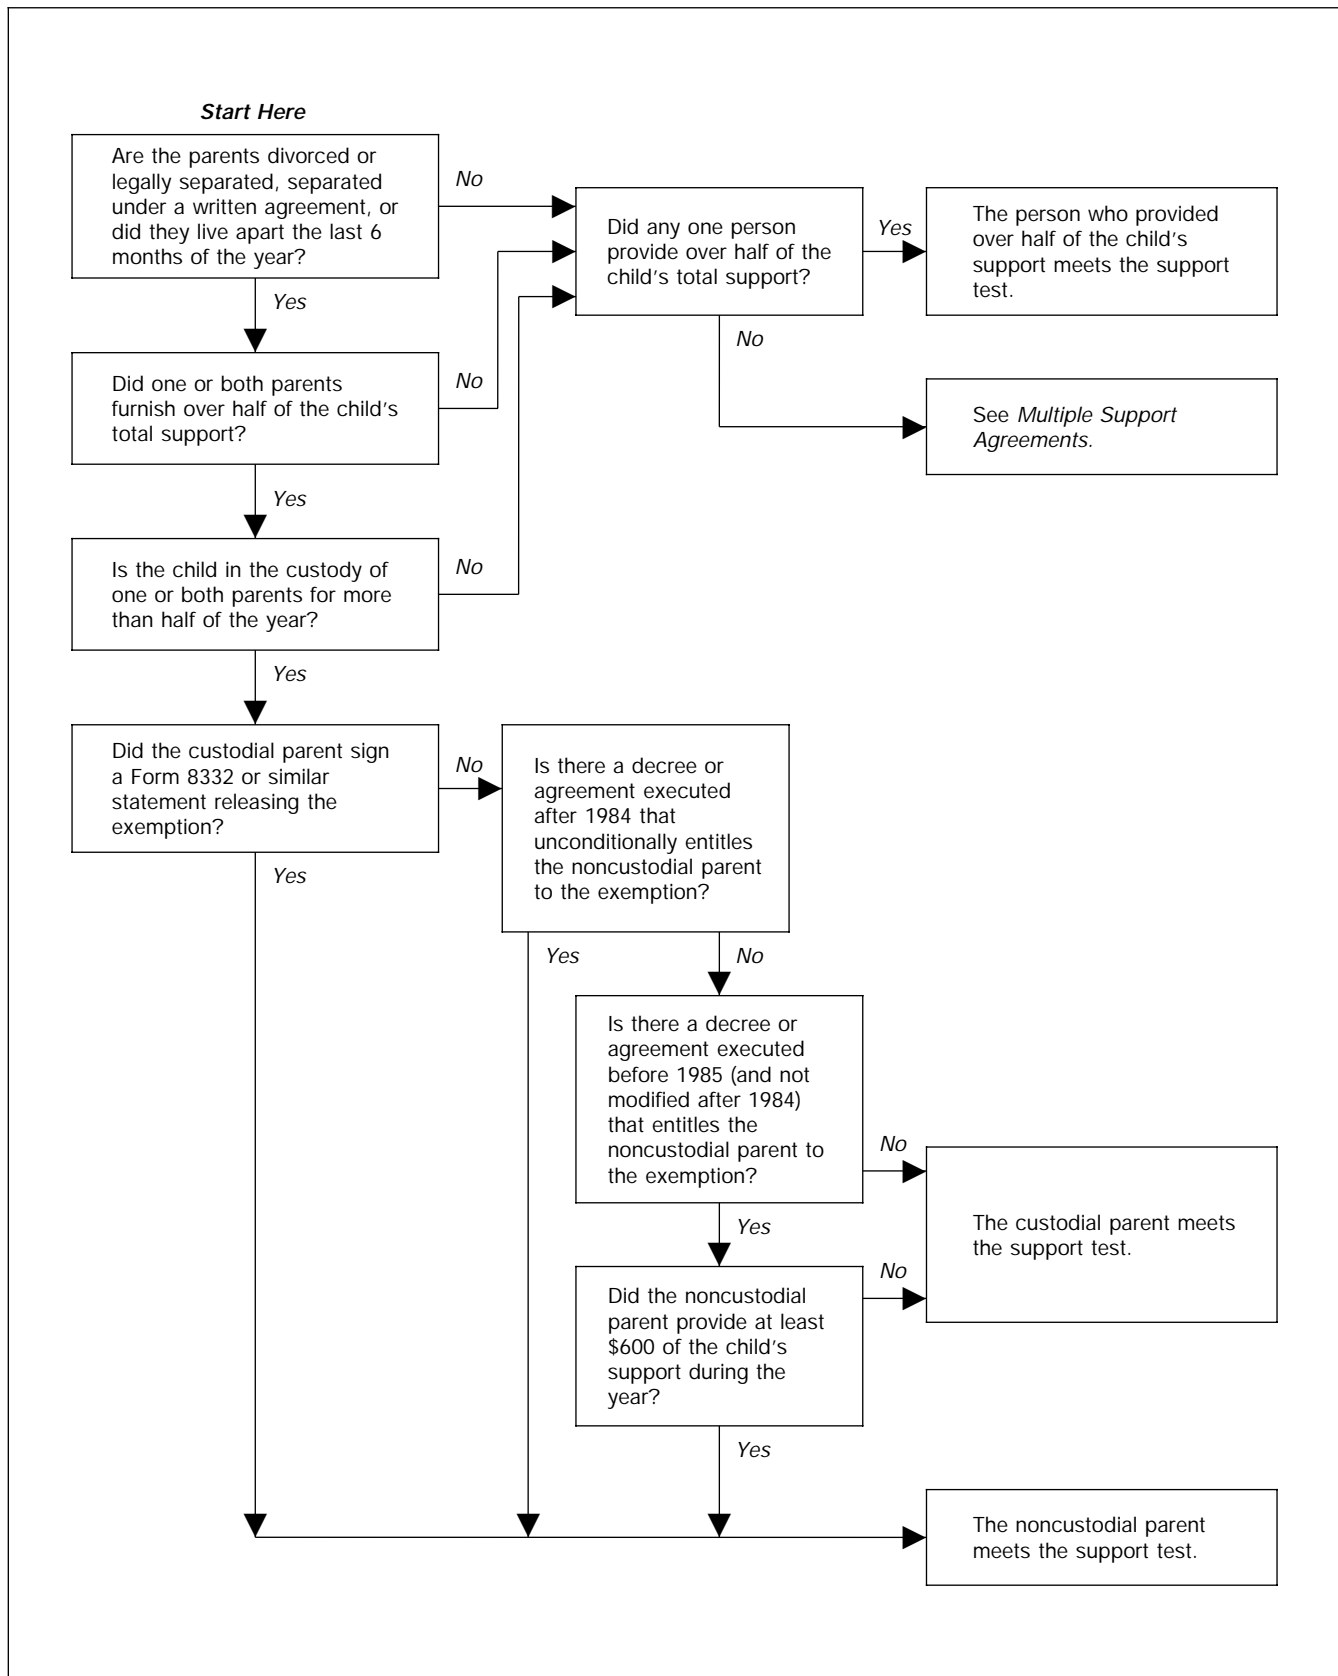 Start Here
Are the parents divorced or
legally separated, separated
under a written agreement, or
did they live apart the last 6
months of the year?
No
Did any one person
provide over half of the
child's total support?
Yes
The person who provided
over half of the child's
support meets the support
test.
Yes
No
Did one or both parents
furnish over half of the child's
total support?
No
See Multiple Support
Agreements.
Yes
Is the child in the custody of
one or both parents for more
than half of the year?
No
Yes
Did the custodial parent sign
a Form 8332 or similar
statement releasing the
exemption?
No
Is there a decree or
agreement executed
after 1984 that
unconditionally entitles
the noncustodial parent
to the exemption?
Yes
Yes
No
Is there a decree or
agreement executed
before 1985 (and not
modified after 1984)
that entitles the
noncustodial parent to
the exemption?
No
The custodial parent meets
the support test.
Yes
Did the noncustodial
parent provide at least
$600 of the child's
support during the
year?
No
Yes
The noncustodial parent
meets the support test.